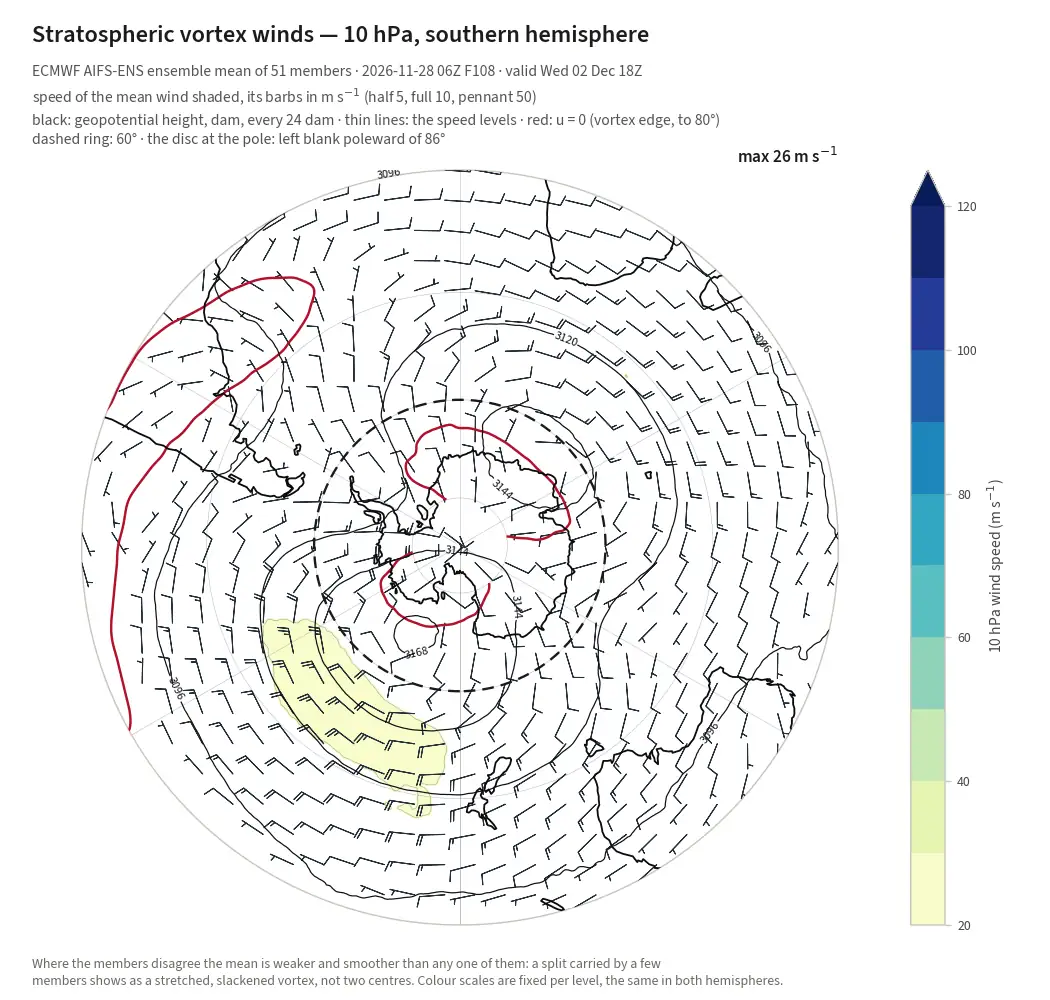 Stratospheric vortex winds — 10 hPa, southern hemisphere
ECMWF AIFS-ENS ensemble mean of 51 members · 2026-11-28 06Z F108 · valid Wed 02 Dec 18Z
speed of the mean wind shaded, its barbs in m s⁻¹ (half 5, full 10, pennant 50)
black: geopotential height, dam, every 24 dam · thin lines: the speed levels · red: u = 0 (vortex edge, to 80°)
dashed ring: 60° · the disc at the pole: left blank poleward of 86°
max 26 m s⁻¹
3096
120
3120
3096
100
3144
80
3144
3144
10 hPa wind speed (m s⁻¹)
60
3168
3096
3096
40
20
Where the members disagree the mean is weaker and smoother than any one of them: a split carried by a few
members shows as a stretched, slackened vortex, not two centres. Colour scales are fixed per level, the same in both hemispheres.